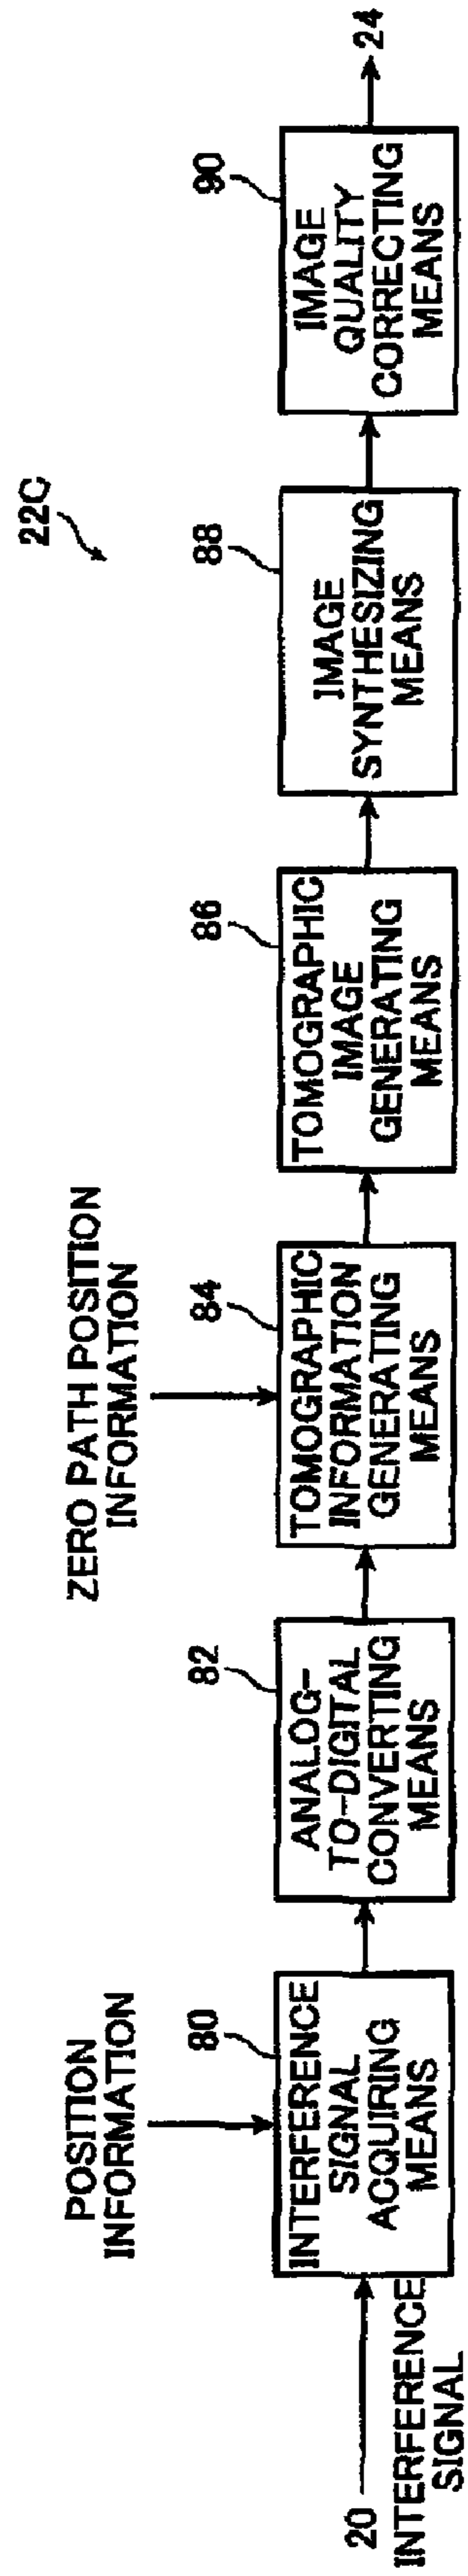 22C
POSITION
INFORMATION
ZERO PATH POSITION
INFORMATION
20
INTERFERENCE
SIGNAL
80
INTERFERENCE
SIGNAL
ACQUIRING
MEANS
82
ANALOG-
TO-DIGITAL
CONVERTING
MEANS
84
TOMOGRAPHIC
INFORMATION
GENERATING
MEANS
86
TOMOGRAPHIC
IMAGE
GENERATING
MEANS
88
IMAGE
SYNTHESIZING
MEANS
90
IMAGE
QUALITY
CORRECTING
MEANS
24